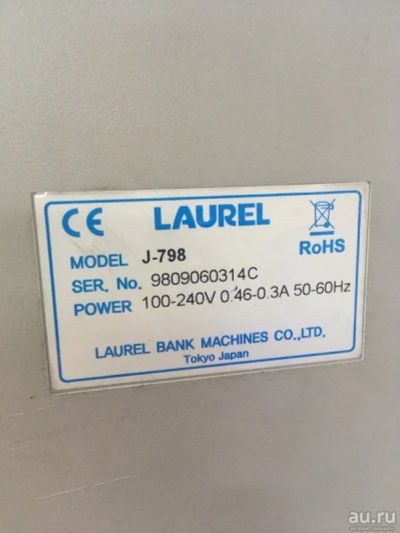 CE LAUREL
RoHS
MODEL J-798
SER. No. 9809060314C
POWER 100-240V 0.46-0.3A 50-60Hz
LAUREL BANK MACHINES CO.,LTD.
Tokyo Japan
au.ru